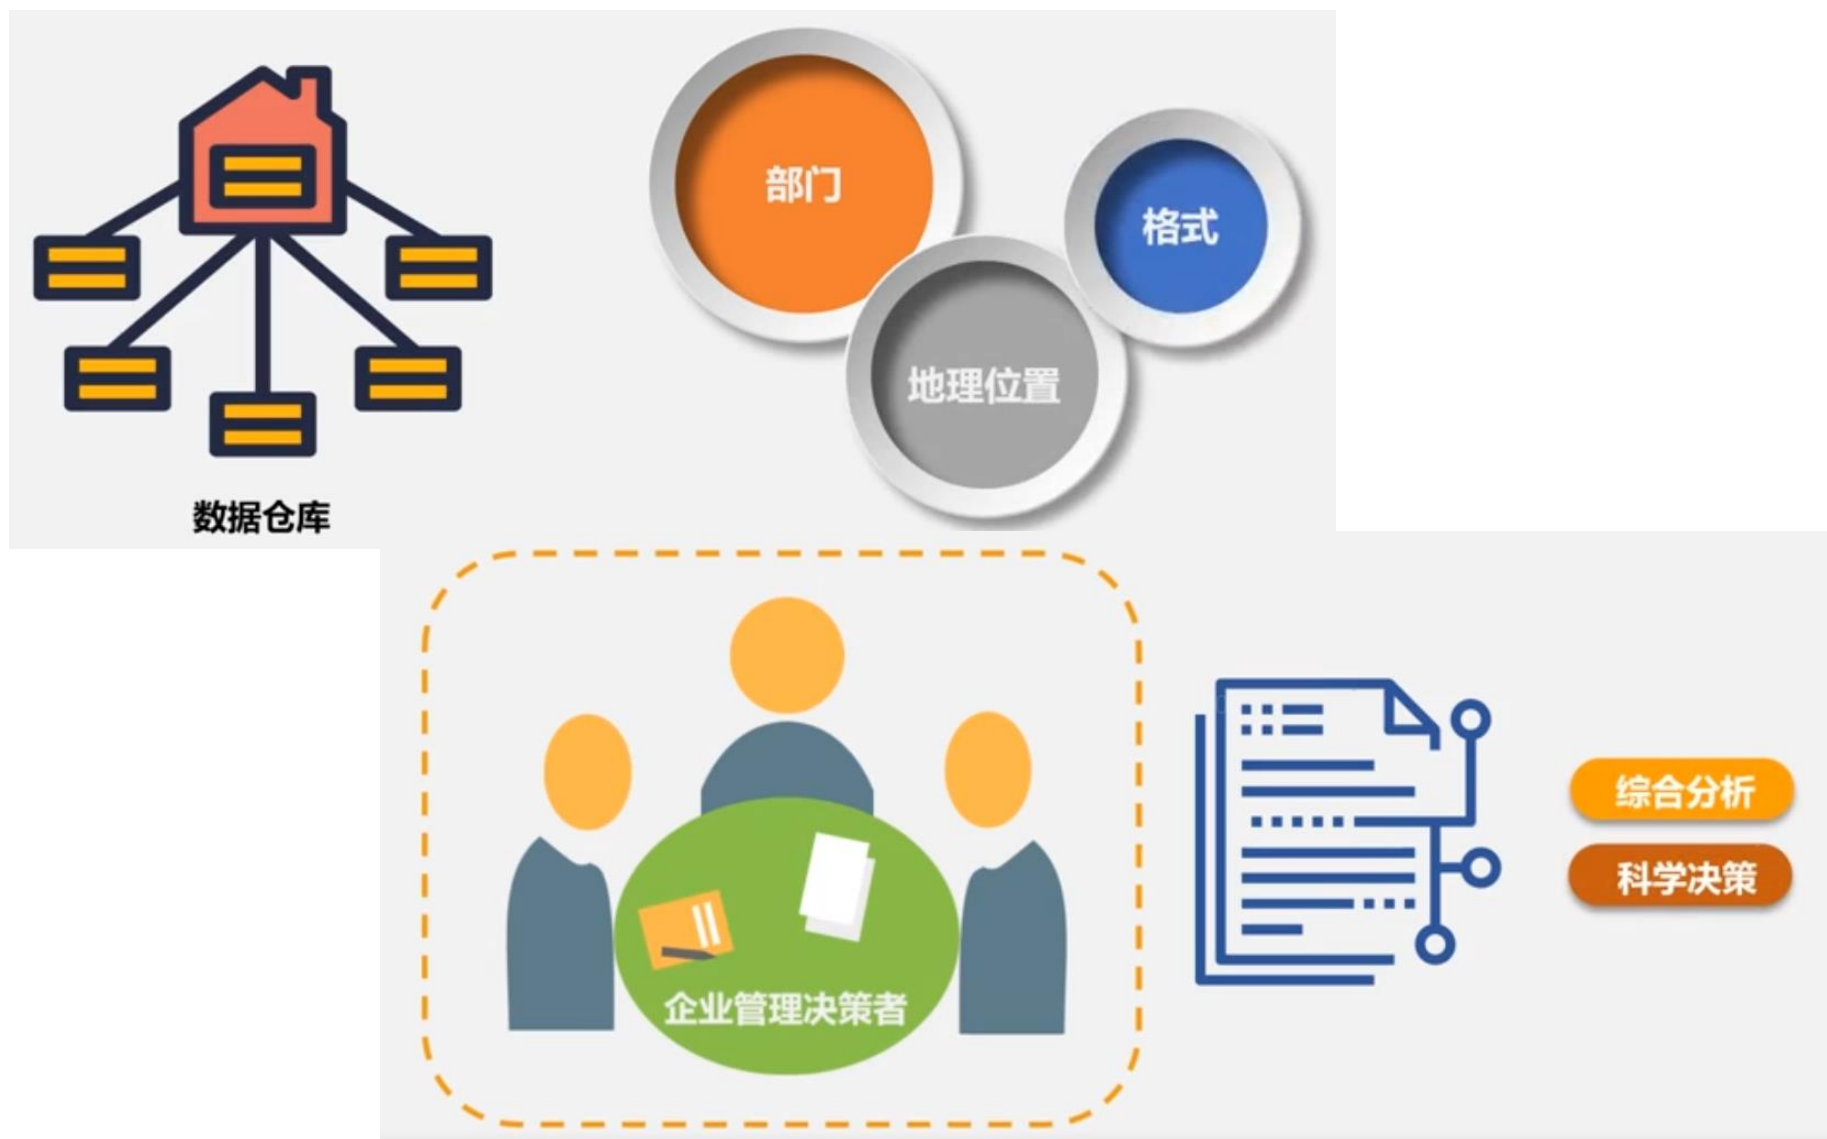 部门
格式
地理位置
数据仓库
综合分析
科学决策
企业管理决策者